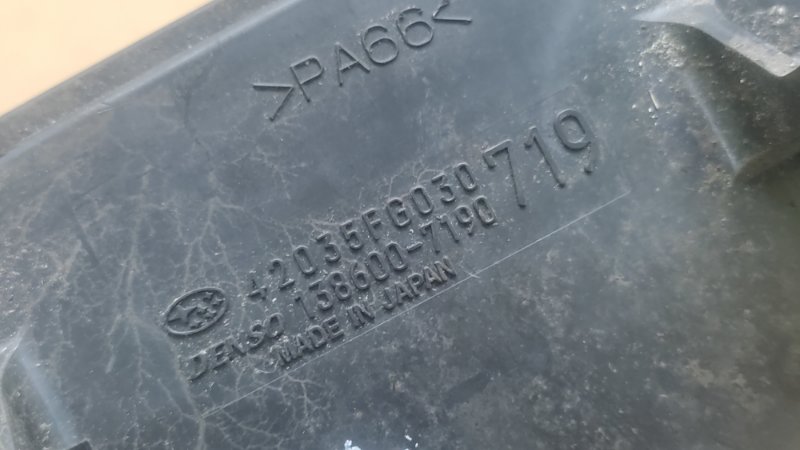 >PA66<
42035FG030 719
DENSO 138600-7190
MADE IN JAPAN